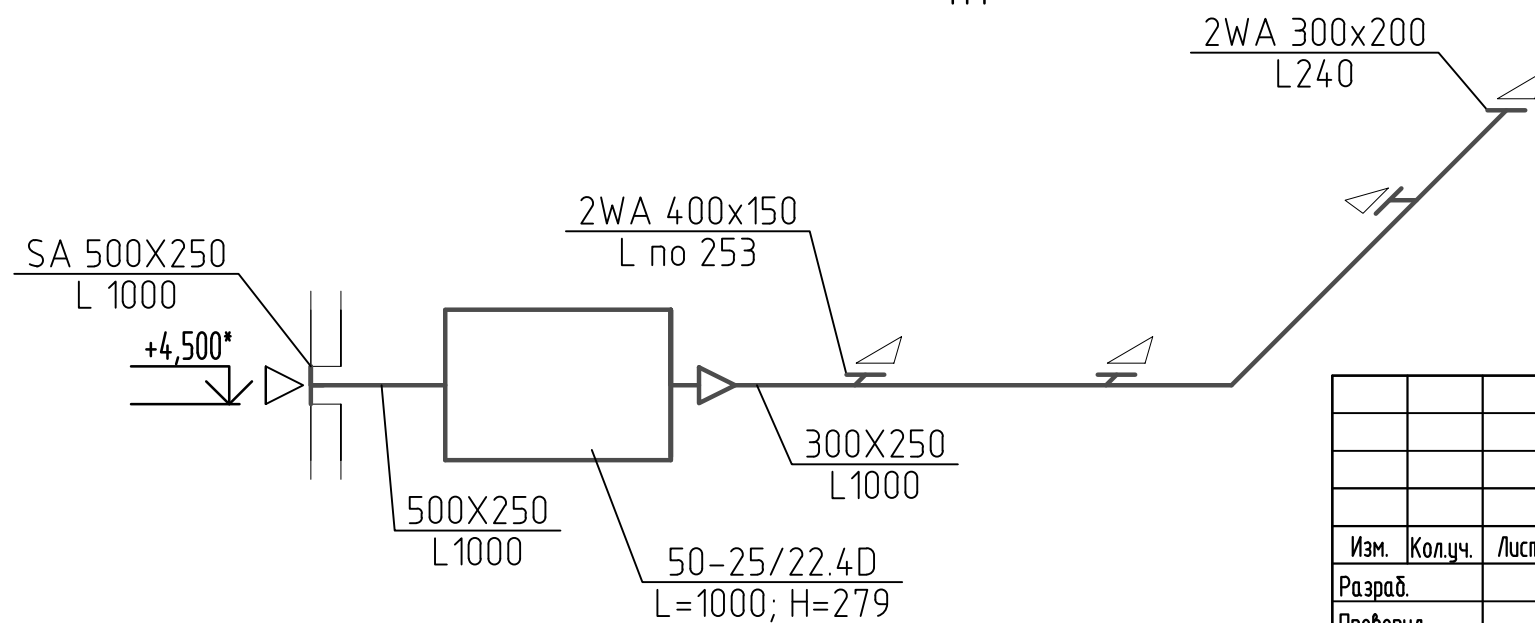 2WA 300x200
L240
2WA 400x150
L по 253
SA 500X250
L 1000
+4,500*
300X250
L1000
500X250
L1000
50-25/22.4D
L=1000; H=279
Изм. Кол.уч. Лист
Разраб.